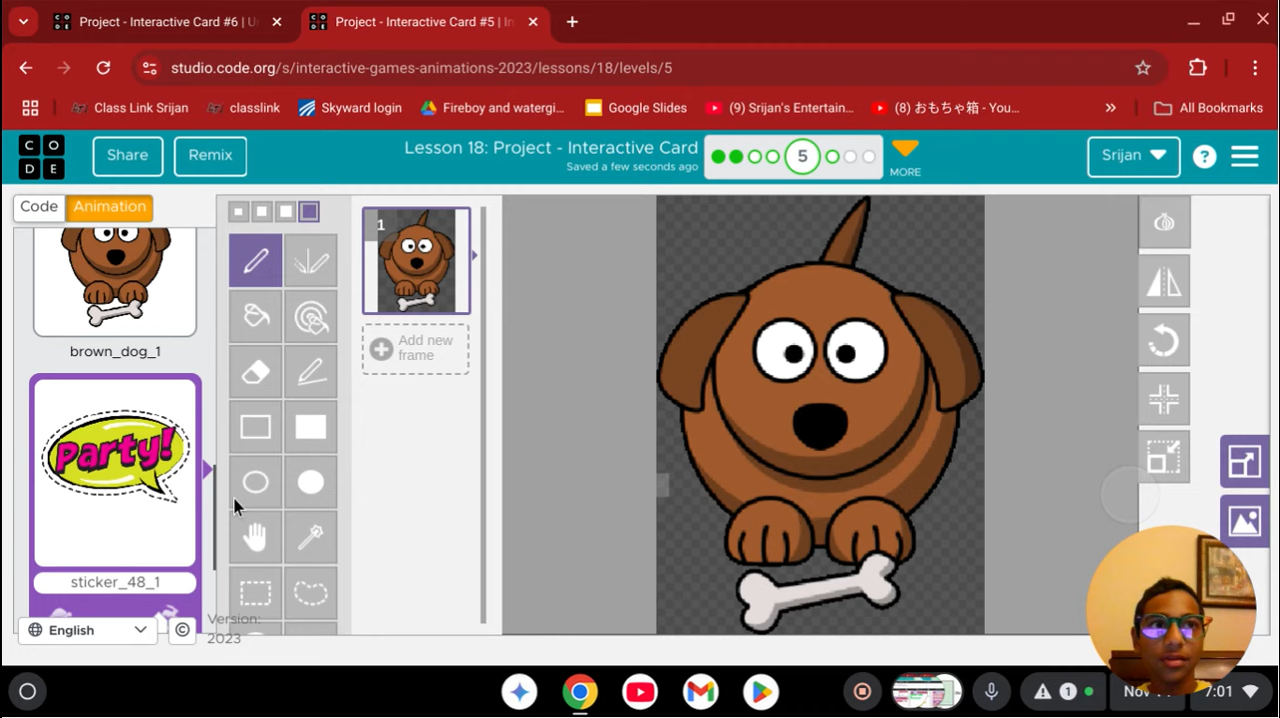 Project - Interactive Card #6 | U
Project - Interactive Card #5 | In
studio.code.org/s/interactive-games-animations-2023/lessons/18/levels/5
Class Link Srijan
classlink
Skyward login
Fireboy and watergi...
Google Slides
(9) Srijan's Entertain...
(8) おもちゃ箱 - You...
All Bookmarks
C O
D E
Share
Remix
Lesson 18: Project - Interactive Card
Saved a few seconds ago
5
MORE
Srijan
?
Code
Animation
1
Add new
frame
brown_dog_1
Party!
sticker_48_1
English
©
Version:
2023
1
7:01